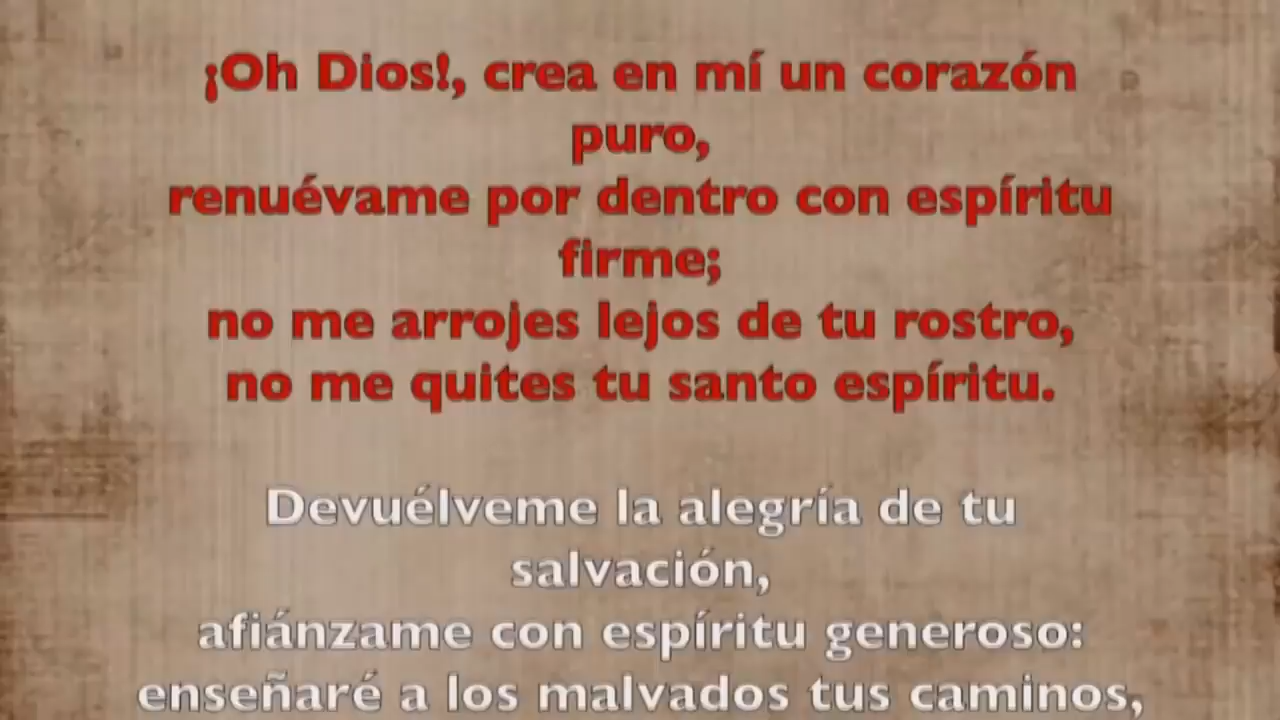 ¡Oh Dios!, crea en mí un corazón
puro,
renuévame por dentro con espíritu
firme;
no me arrojes lejos de tu rostro,
no me quites tu santo espíritu.
Devuélveme la alegría de tu
salvación,
afiánzame con espíritu generoso:
enseñaré a los malvados tus caminos,